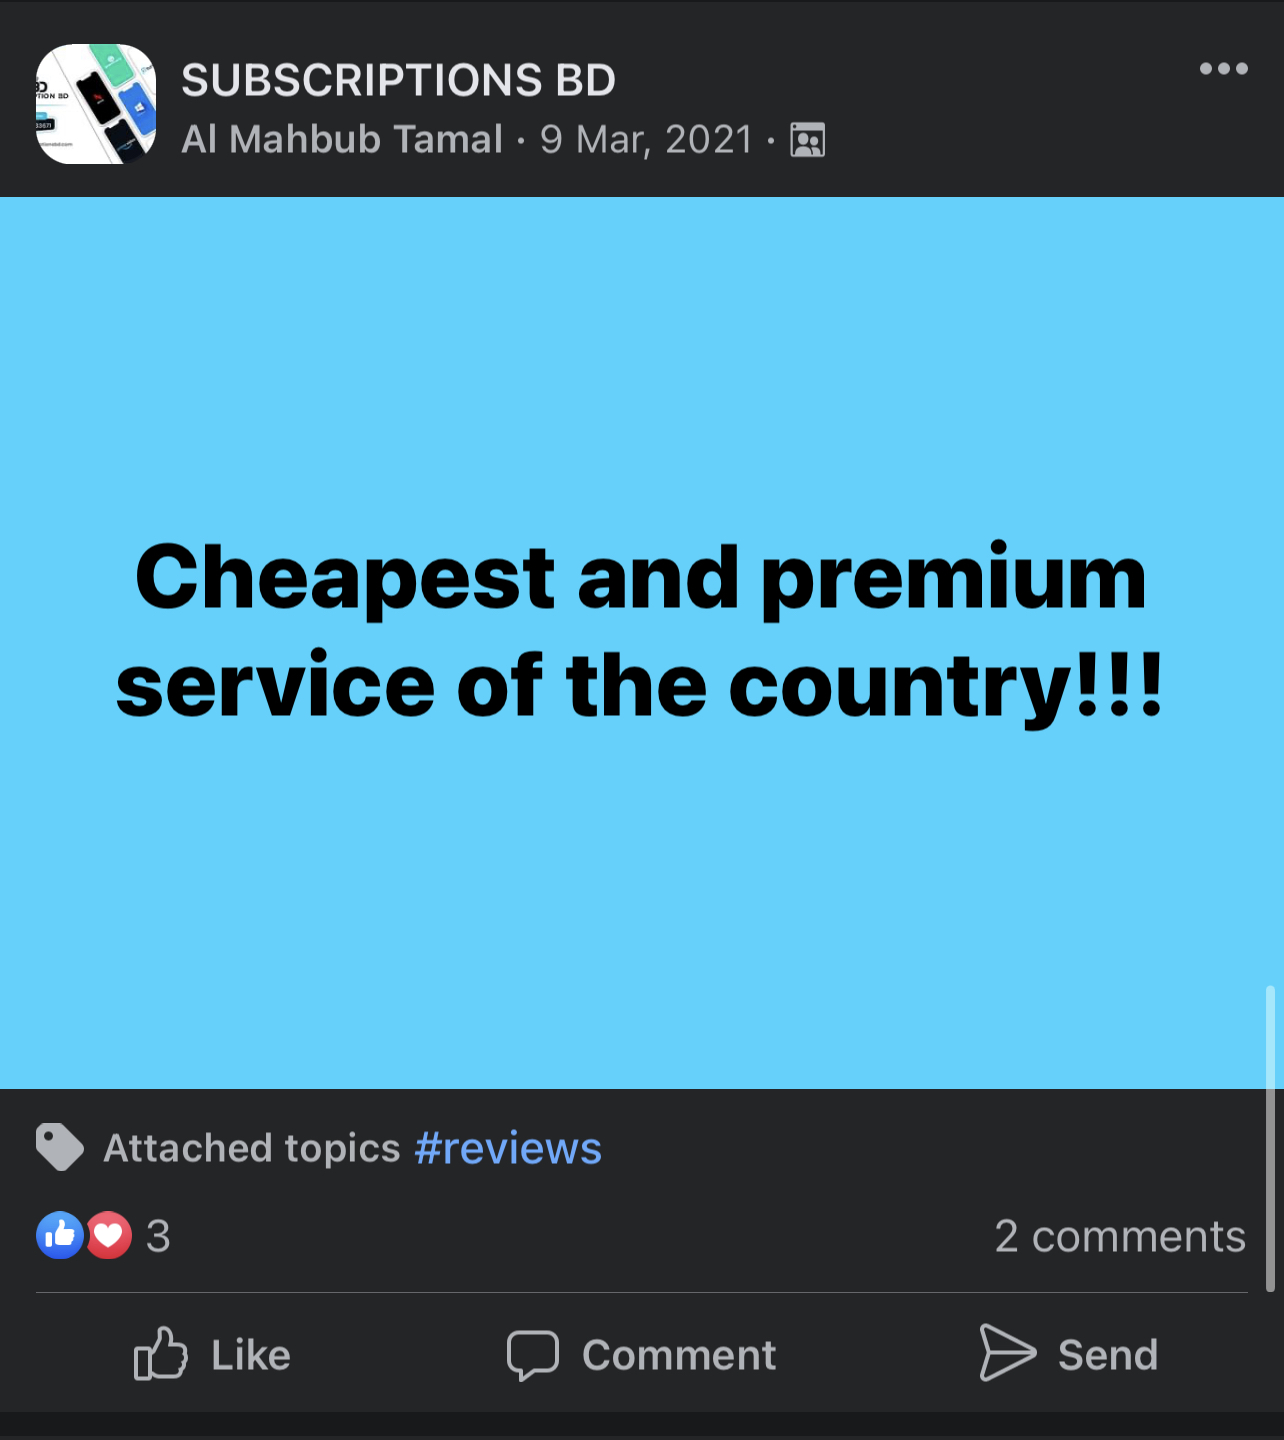 SUBSCRIPTIONS BD
Al Mahbub Tamal · 9 Mar, 2021 ·
Cheapest and premium
service of the country!!!
Attached topics #reviews
3
2 comments
Like
Comment
Send